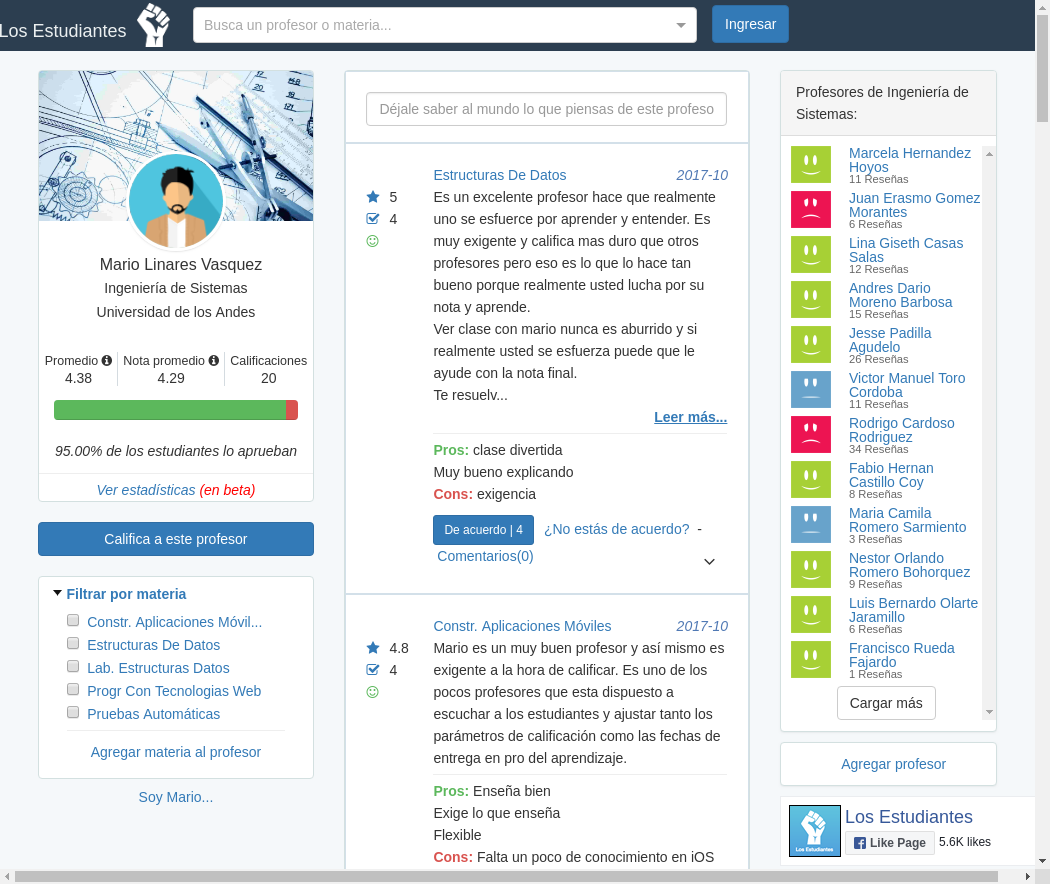 Los Estudiantes
Busca un profesor o materia...
Ingresar
Mario Linares Vasquez
Ingeniería de Sistemas
Universidad de los Andes
Promedio
4.38
Nota promedio
4.29
Calificaciones
20
95.00% de los estudiantes lo aprueban
Ver estadísticas (en beta)
Califica a este profesor
Filtrar por materia
Constr. Aplicaciones Móvil...
Estructuras De Datos
Lab. Estructuras Datos
Progr Con Tecnologias Web
Pruebas Automáticas
Agregar materia al profesor
Soy Mario...
Déjale saber al mundo lo que piensas de este profeso
Estructuras De Datos 2017-10
5
4
Es un excelente profesor hace que realmente
uno se esfuerce por aprender y entender. Es
muy exigente y califica mas duro que otros
profesores pero eso es lo que lo hace tan
bueno porque realmente usted lucha por su
nota y aprende.
Ver clase con mario nunca es aburrido y si
realmente usted se esfuerza puede que le
ayude con la nota final.
Te resuelv...
Leer más...
Pros: clase divertida
Muy bueno explicando
Cons: exigencia
De acuerdo | 4 ¿No estás de acuerdo? -
Comentarios(0)
Constr. Aplicaciones Móviles 2017-10
4.8
4
Mario es un muy buen profesor y así mismo es
exigente a la hora de calificar. Es uno de los
pocos profesores que esta dispuesto a
escuchar a los estudiantes y ajustar tanto los
parámetros de calificación como las fechas de
entrega en pro del aprendizaje.
Pros: Enseña bien
Exige lo que enseña
Flexible
Cons: Falta un poco de conocimiento en iOS
Profesores de Ingeniería de
Sistemas:
Marcela Hernandez
Hoyos
11 Reseñas
Juan Erasmo Gomez
Morantes
6 Reseñas
Lina Giseth Casas
Salas
12 Reseñas
Andres Dario
Moreno Barbosa
15 Reseñas
Jesse Padilla
Agudelo
26 Reseñas
Victor Manuel Toro
Cordoba
11 Reseñas
Rodrigo Cardoso
Rodriguez
34 Reseñas
Fabio Hernan
Castillo Coy
8 Reseñas
Maria Camila
Romero Sarmiento
3 Reseñas
Nestor Orlando
Romero Bohorquez
9 Reseñas
Luis Bernardo Olarte
Jaramillo
6 Reseñas
Francisco Rueda
Fajardo
1 Reseñas
Cargar más
Agregar profesor
Los Estudiantes
Los Estudiantes
Like Page
5.6K likes